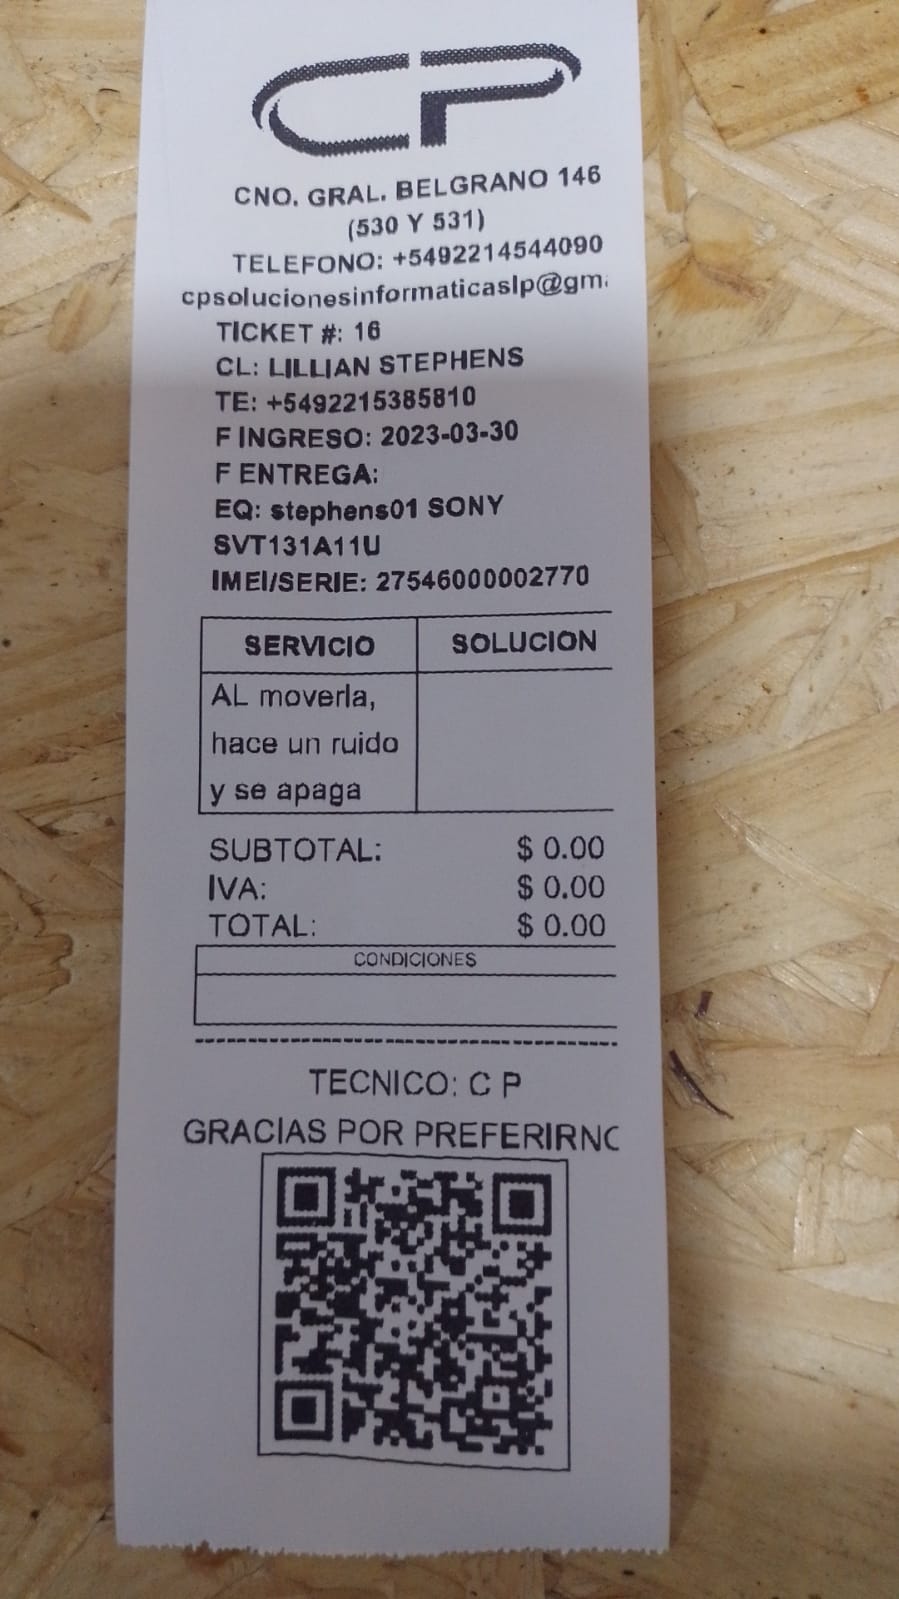 CP
CNO. GRAL. BELGRANO 146
(530 Y 531)
TELEFONO: +5492214544090
cpsolucionesinformaticaslp@gm
TICKET #: 16
CL: LILLIAN STEPHENS
TE: +5492215385810
F INGRESO: 2023-03-30
F ENTREGA:
EQ: stephens01 SONY
SVT131A11U
IMEI/SERIE: 27546000002770
SERVICIO SOLUCION
AL moverla,
hace un ruido
y se apaga
SUBTOTAL: $ 0.00
IVA: $ 0.00
TOTAL: $ 0.00
CONDICIONES
TECNICO: C P
GRACIAS POR PREFERIRNO